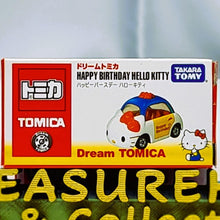 ドリームトミカ
トミカ
HAPPY BIRTHDAY HELLO KITTY
TAKARA TOMY
ハッピーバースデー ハローキティ
TOMICA
Dream TOMICA
EASURE
& Colle